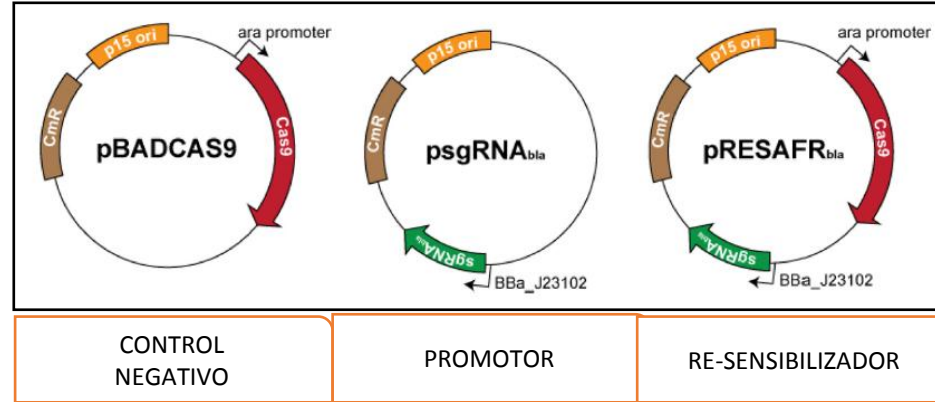 ara promoter
p15 ori
CmR
Cas9
pBADCAS9
p15 ori
CmR
psgRNAbla
sgRNAbla
BBa_J23102
ara promoter
p15 ori
CmR
Cas9
pRESAFRbla
sgRNAbla
BBa_J23102
CONTROL
NEGATIVO
PROMOTOR
RE-SENSIBILIZADOR